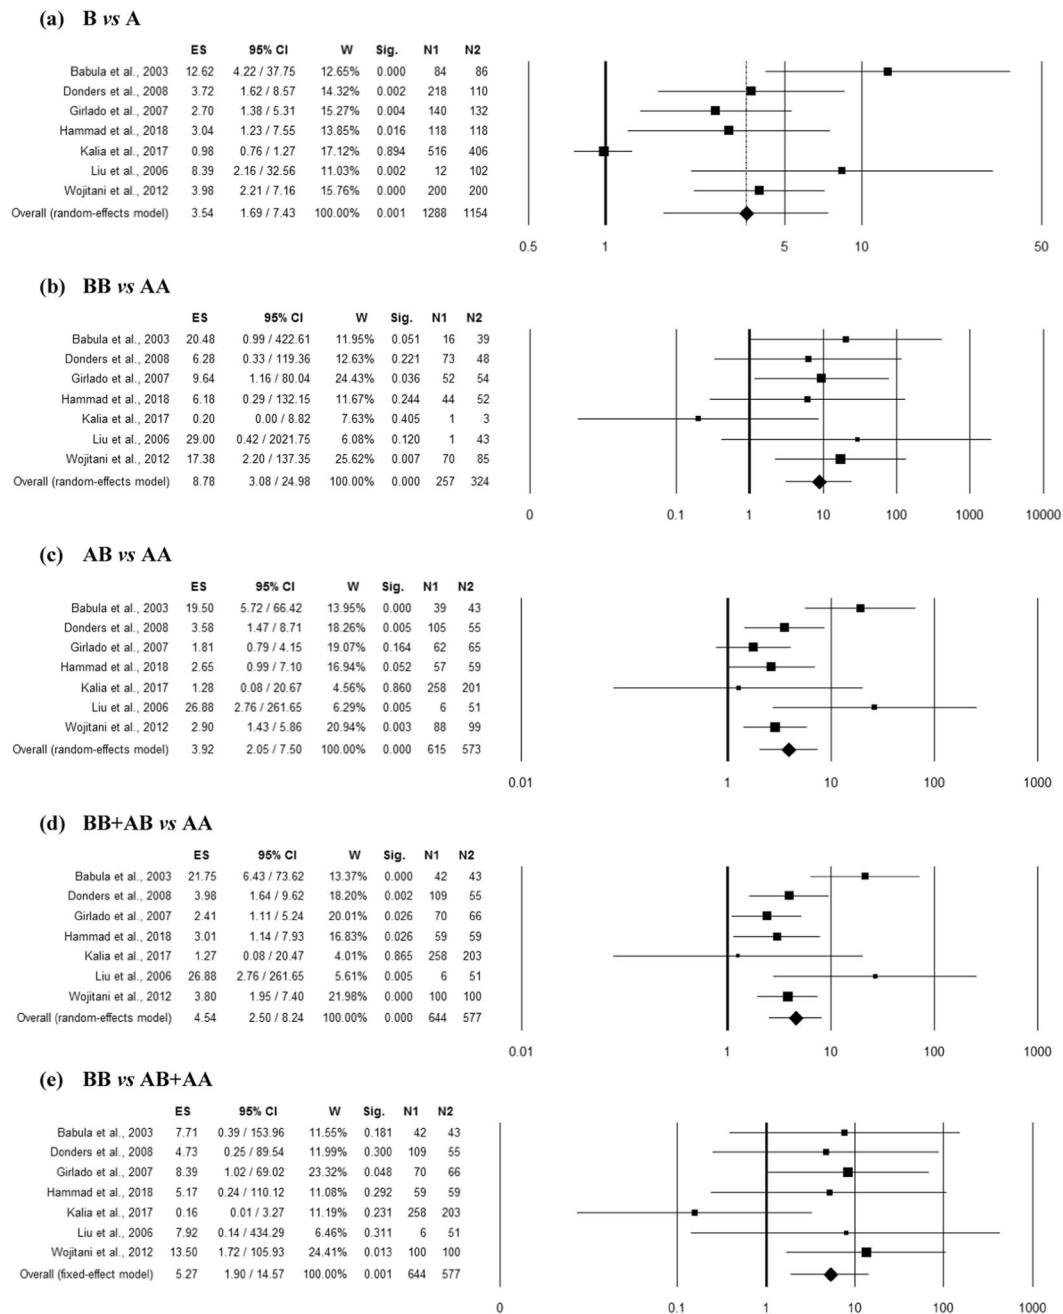 (a) B vs A
ES 95% CI W Sig. N1 N2
Babula et al., 2003 12.62 4.22 / 37.75 12.65% 0.000 84 86
Donders et al., 2008 3.72 1.62 / 8.57 14.32% 0.002 218 110
Girlado et al., 2007 2.70 1.38 / 5.31 15.27% 0.004 140 132
Hammad et al., 2018 3.04 1.23 / 7.55 13.85% 0.016 118 118
Kalia et al., 2017 0.98 0.76 / 1.27 17.12% 0.894 516 406
Liu et al., 2006 8.39 2.16 / 32.56 11.03% 0.002 12 102
Wojitani et al., 2012 3.98 2.21 / 7.16 15.76% 0.000 200 200
Overall (random-effects model) 3.54 1.69 / 7.43 100.00% 0.001 1288 1154
0.5 1 5 10 50
(b) BB vs AA
ES 95% CI W Sig. N1 N2
Babula et al., 2003 20.48 0.99 / 422.61 11.95% 0.051 16 39
Donders et al., 2008 6.28 0.33 / 119.36 12.63% 0.221 73 48
Girlado et al., 2007 9.64 1.16 / 80.04 24.43% 0.036 52 54
Hammad et al., 2018 6.18 0.29 / 132.15 11.67% 0.244 44 52
Kalia et al., 2017 0.20 0.00 / 8.82 7.63% 0.405 1 3
Liu et al., 2006 29.00 0.42 / 2021.75 6.08% 0.120 1 43
Wojitani et al., 2012 17.38 2.20 / 137.35 25.62% 0.007 70 85
Overall (random-effects model) 8.78 3.08 / 24.98 100.00% 0.000 257 324
0 0.1 1 10 100 1000 10000
(c) AB vs AA
ES 95% CI W Sig. N1 N2
Babula et al., 2003 19.50 5.72 / 66.42 13.95% 0.000 39 43
Donders et al., 2008 3.58 1.47 / 8.71 18.26% 0.005 105 55
Girlado et al., 2007 1.81 0.79 / 4.15 19.07% 0.164 62 65
Hammad et al., 2018 2.65 0.99 / 7.10 16.94% 0.052 57 59
Kalia et al., 2017 1.28 0.08 / 20.67 4.56% 0.860 258 201
Liu et al., 2006 26.88 2.76 / 261.65 6.29% 0.005 6 51
Wojitani et al., 2012 2.90 1.43 / 5.86 20.94% 0.003 88 99
Overall (random-effects model) 3.92 2.05 / 7.50 100.00% 0.000 615 573
0.01 1 10 100 1000
(d) BB+AB vs AA
ES 95% CI W Sig. N1 N2
Babula et al., 2003 21.75 6.43 / 73.62 13.37% 0.000 42 43
Donders et al., 2008 3.98 1.64 / 9.62 18.20% 0.002 109 55
Girlado et al., 2007 2.41 1.11 / 5.24 20.01% 0.026 70 66
Hammad et al., 2018 3.01 1.14 / 7.93 16.83% 0.026 59 59
Kalia et al., 2017 1.27 0.08 / 20.47 4.01% 0.865 258 203
Liu et al., 2006 26.88 2.76 / 261.65 5.61% 0.005 6 51
Wojitani et al., 2012 3.80 1.95 / 7.40 21.98% 0.000 100 100
Overall (random-effects model) 4.54 2.50 / 8.24 100.00% 0.000 644 577
0.01 1 10 100 1000
(e) BB vs AB+AA
ES 95% CI W Sig. N1 N2
Babula et al., 2003 7.71 0.39 / 153.96 11.55% 0.181 42 43
Donders et al., 2008 4.73 0.25 / 89.54 11.99% 0.300 109 55
Girlado et al., 2007 8.39 1.02 / 69.02 23.32% 0.048 70 66
Hammad et al., 2018 5.17 0.24 / 110.12 11.08% 0.292 59 59
Kalia et al., 2017 0.16 0.01 / 3.27 11.19% 0.231 258 203
Liu et al., 2006 7.92 0.14 / 434.29 6.46% 0.311 6 51
Wojitani et al., 2012 13.50 1.72 / 105.93 24.41% 0.013 100 100
Overall (fixed-effect model) 5.27 1.90 / 14.57 100.00% 0.001 644 577
0 0.1 1 10 100 1000